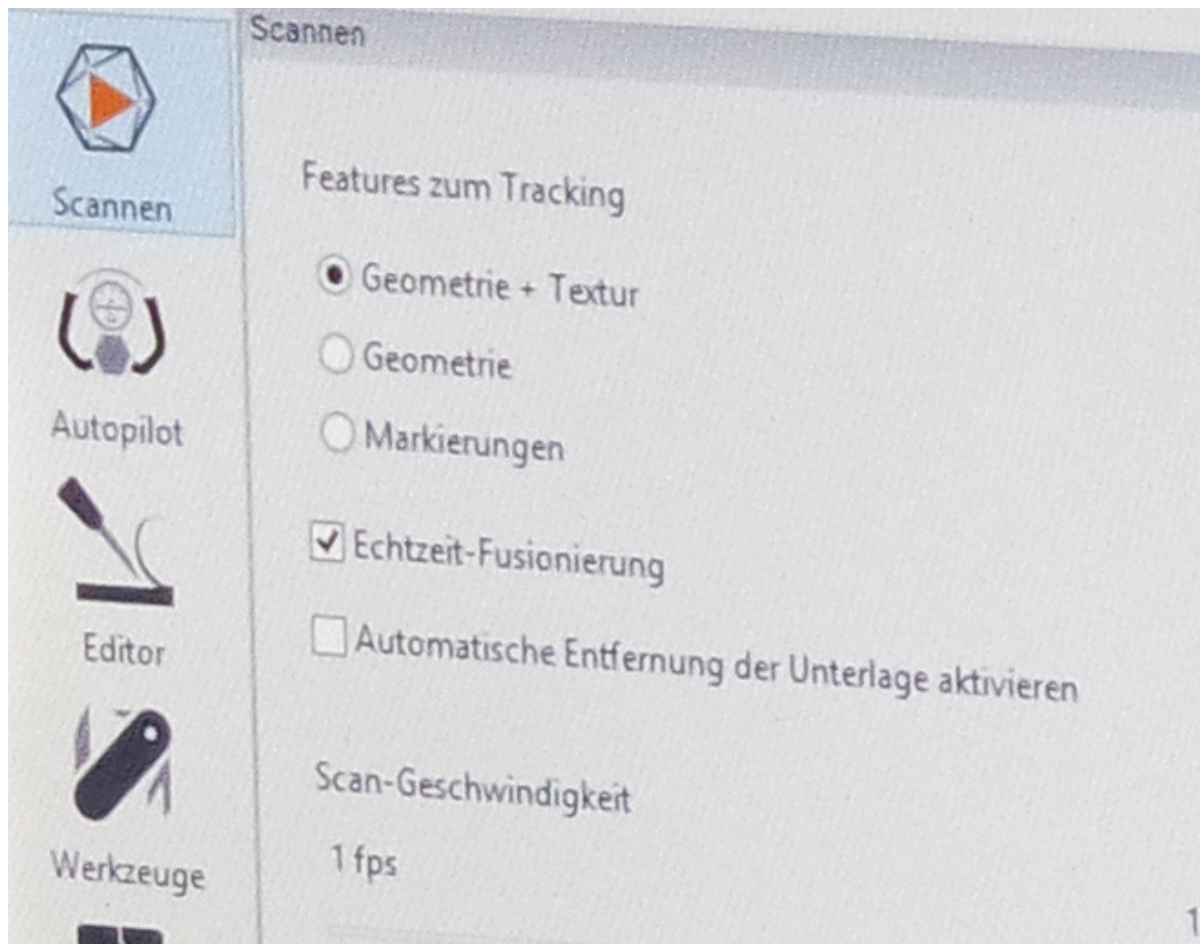 Scannen
Scannen
Features zum Tracking
Geometrie + Textur
Geometrie
Markierungen
Autopilot
Echtzeit-Fusionierung
Automatische Entfernung der Unterlage aktivieren
Editor
Scan-Geschwindigkeit
1 fps
Werkzeuge
1